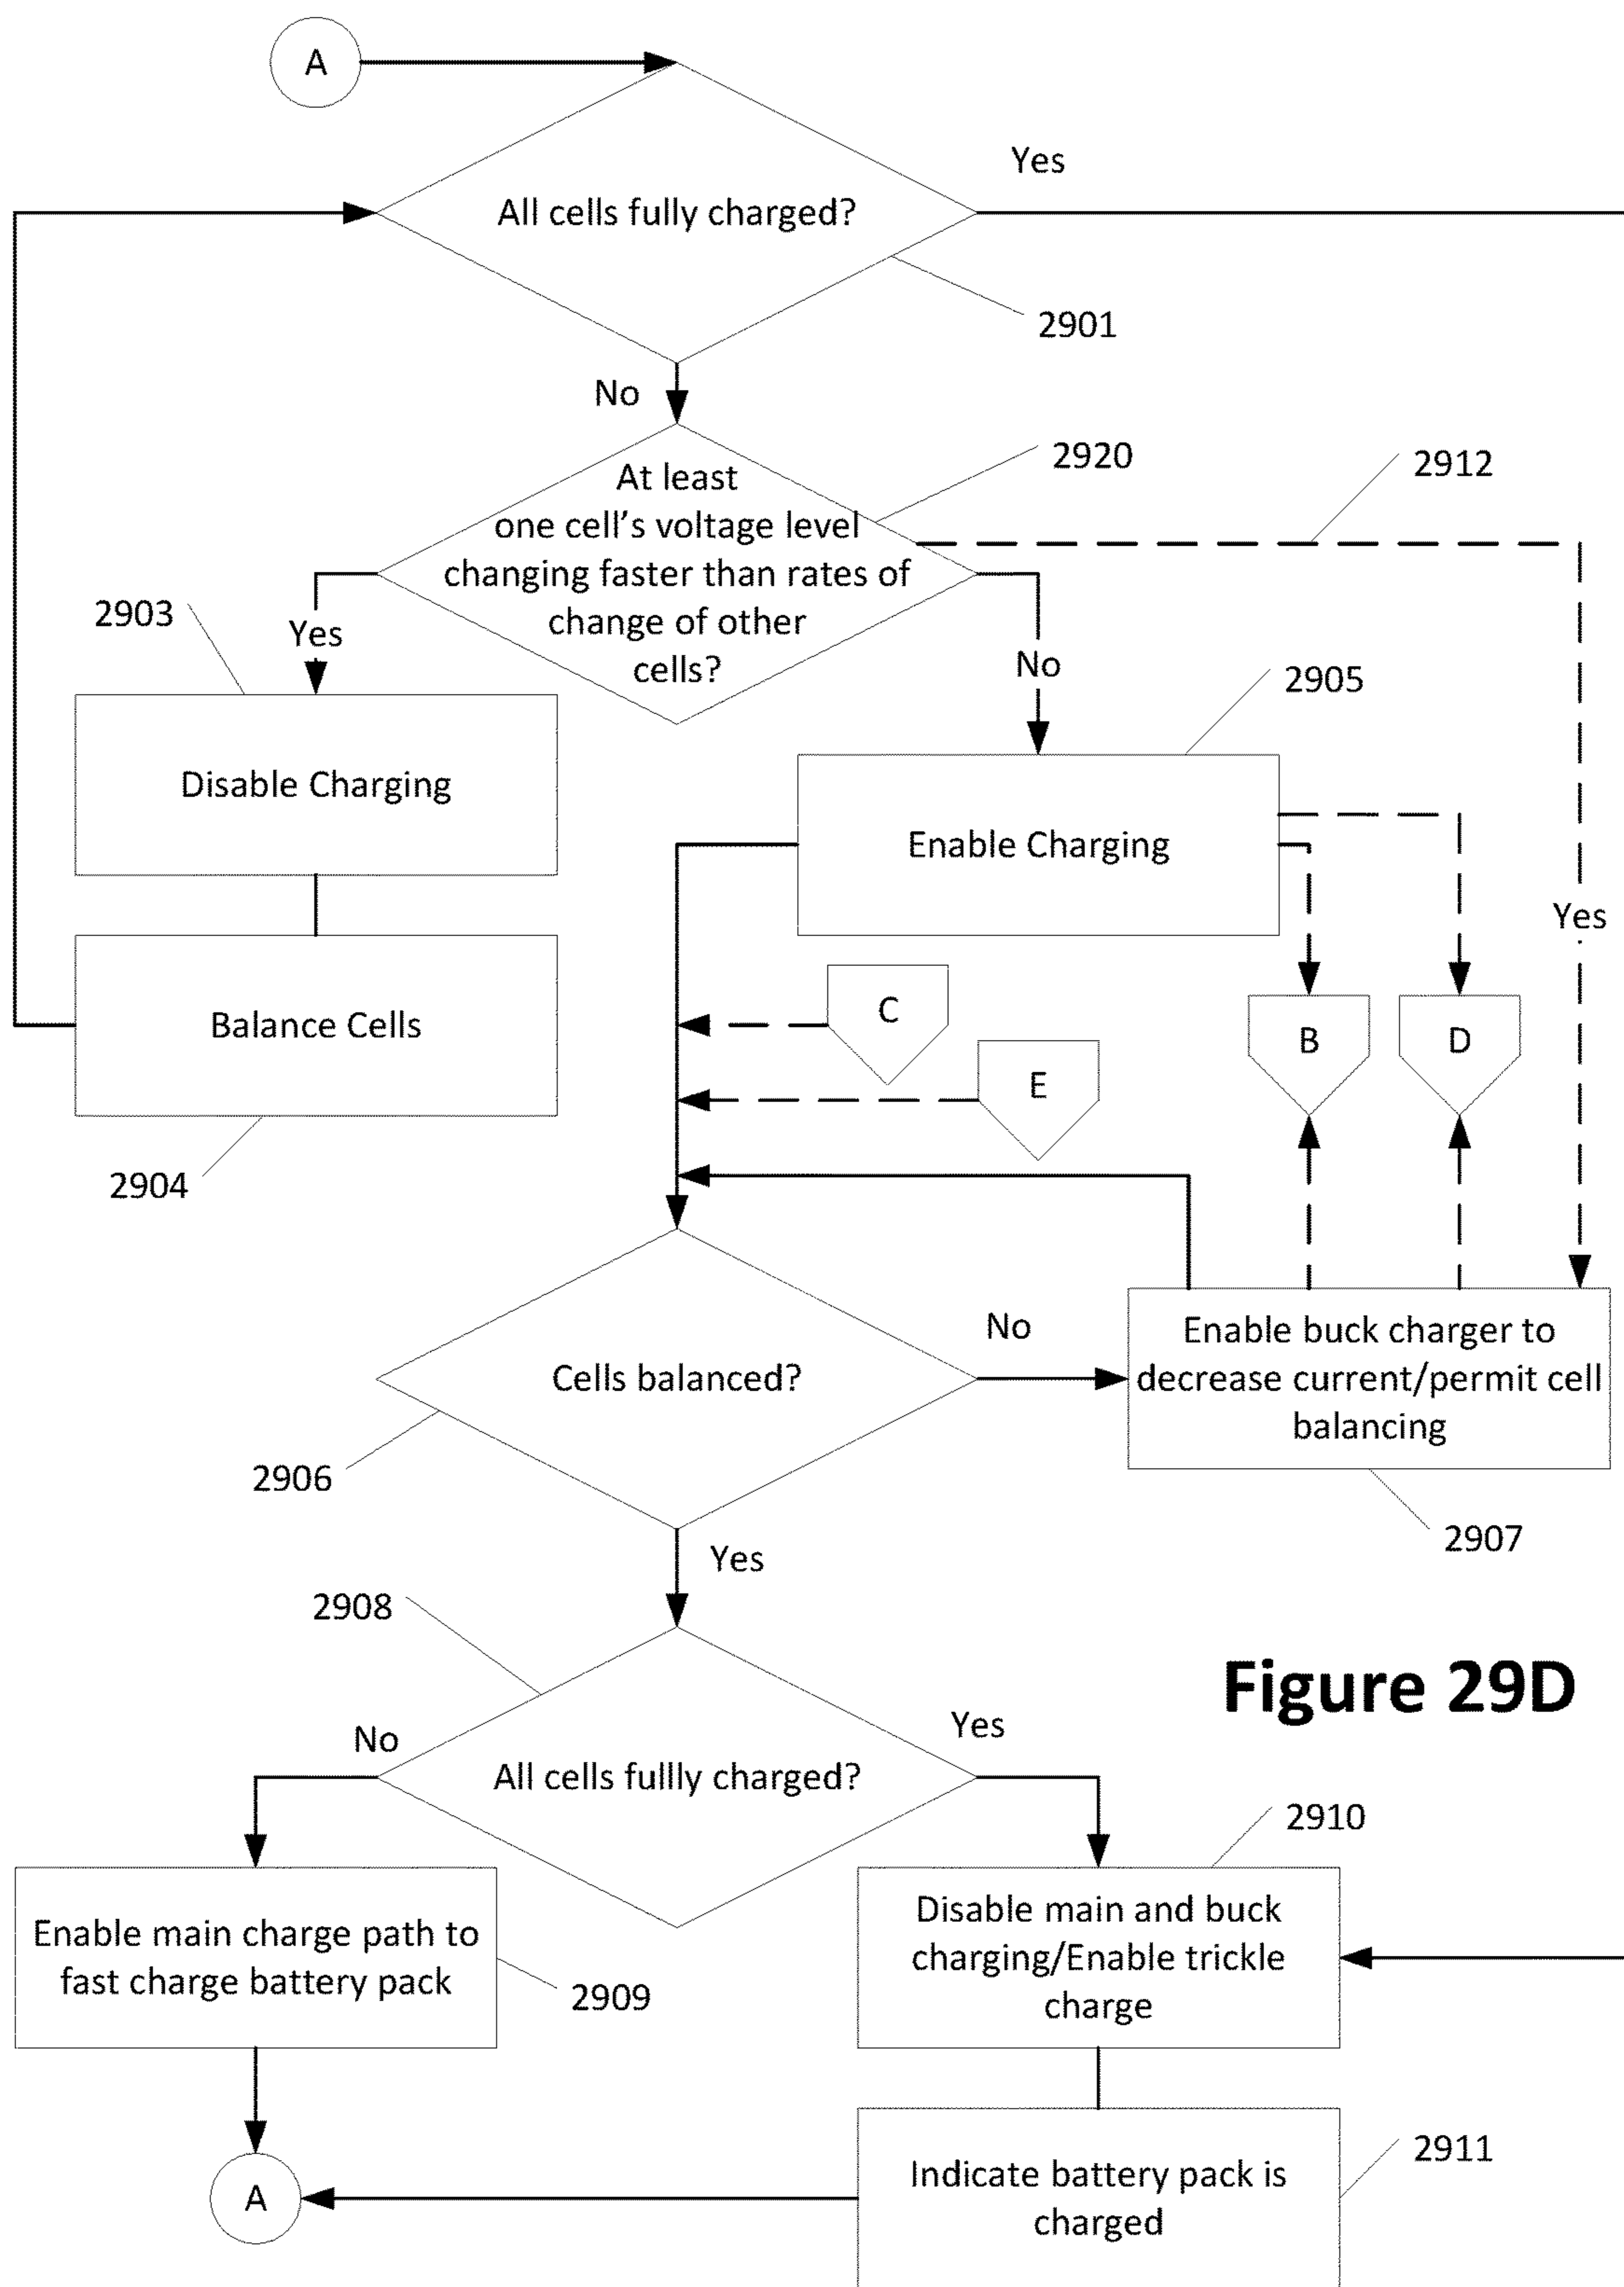 A
Yes
All cells fully charged?
2901
No
2920
2912
At least
one cell's voltage level
changing faster than rates of
change of other
cells?
2903
Yes
No
2905
Disable Charging
Enable Charging
Yes
C
B
D
Balance Cells
E
2904
No
Enable buck charger to
decrease current/permit cell
balancing
Cells balanced?
2906
2907
Yes
2908
Figure 29D
No
Yes
All cells fullly charged?
2910
Enable main charge path to
fast charge battery pack
2909
Disable main and buck
charging/Enable trickle
charge
2911
A
Indicate battery pack is
charged